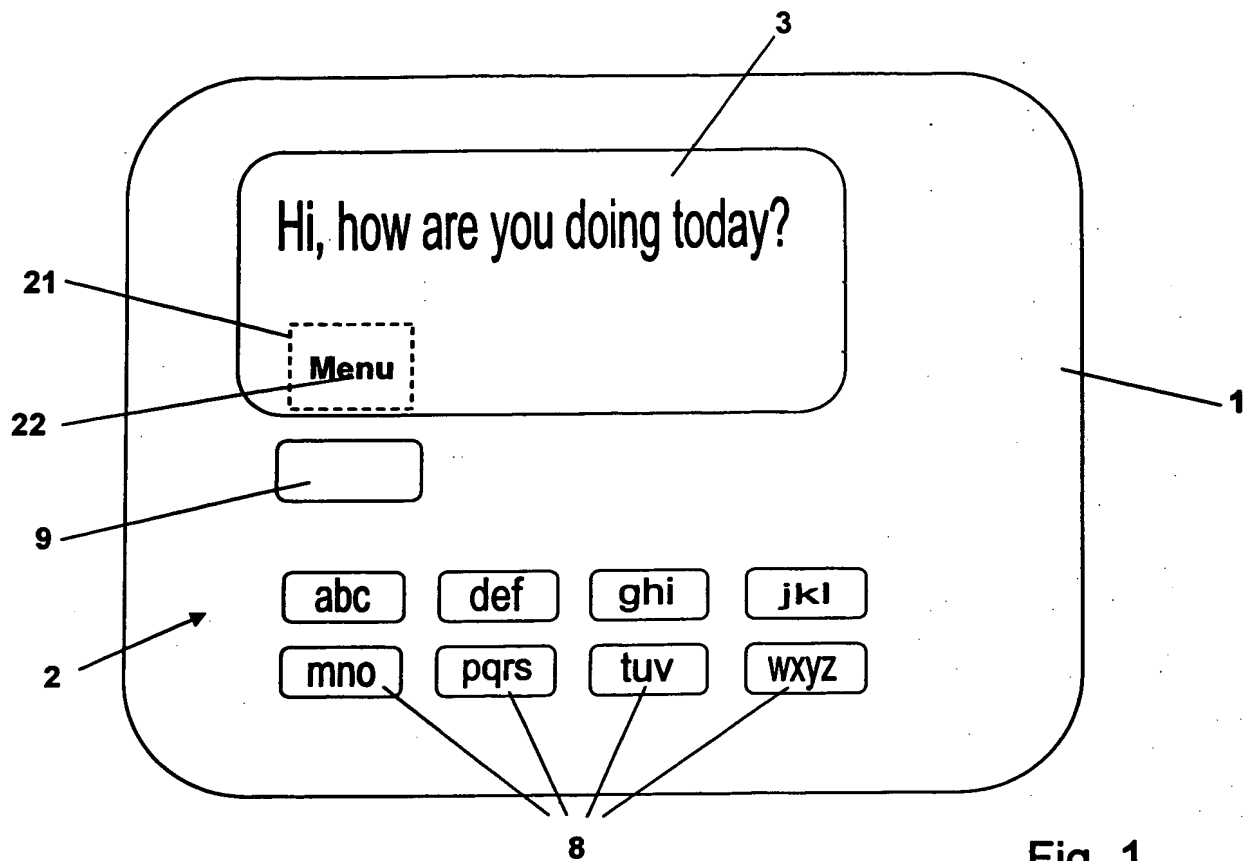 3
Hi, how are you doing today?
21
Menu
22
1
9
abc def ghi jkl
2
mno pqrs tuv wxyz
8
Fig. 1